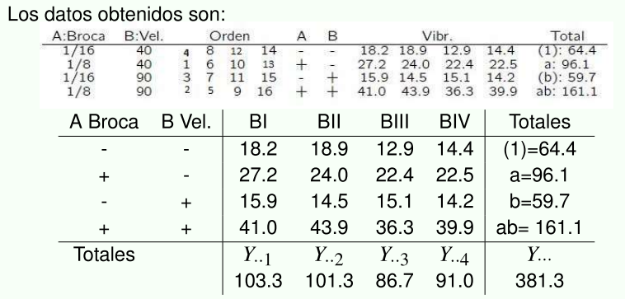 Los datos obtenidos son:
A:Broca B:Vel. Orden A B Vibr. Total
1/16 40 4 8 12 14 - - 18.2 18.9 12.9 14.4 (1): 64.4
1/8 40 1 6 10 13 + - 27.2 24.0 22.4 22.5 a: 96.1
1/16 90 3 7 11 15 - + 15.9 14.5 15.1 14.2 (b): 59.7
1/8 90 2 5 9 16 + + 41.0 43.9 36.3 39.9 ab: 161.1
A Broca B Vel. BI BII BIII BIV Totales
- - 18.2 18.9 12.9 14.4 (1)=64.4
+ - 27.2 24.0 22.4 22.5 a=96.1
- + 15.9 14.5 15.1 14.2 b=59.7
+ + 41.0 43.9 36.3 39.9 ab= 161.1
Totales Y..1 Y..2 Y..3 Y..4 Y...
103.3 101.3 86.7 91.0 381.3